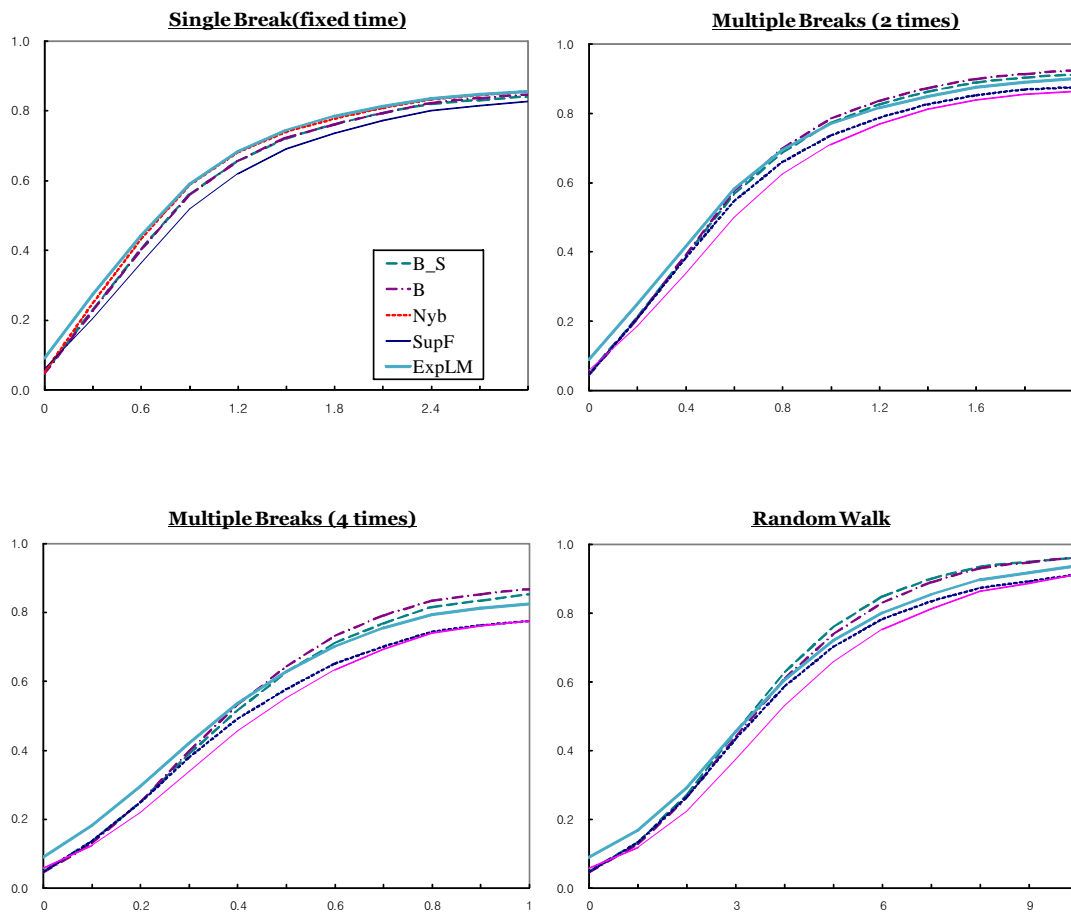 Single Break(fixed time)
1.0
0.8
0.6
0.4
0.2
0.0
B_S
B
Nyb
SupF
ExpLM
0 0.6 1.2 1.8 2.4
Multiple Breaks (2 times)
1.0
0.8
0.6
0.4
0.2
0.0
0 0.4 0.8 1.2 1.6
Multiple Breaks (4 times)
1.0
0.8
0.6
0.4
0.2
0.0
0 0.2 0.4 0.6 0.8 1
Random Walk
1.0
0.8
0.6
0.4
0.2
0.0
0 3 6 9